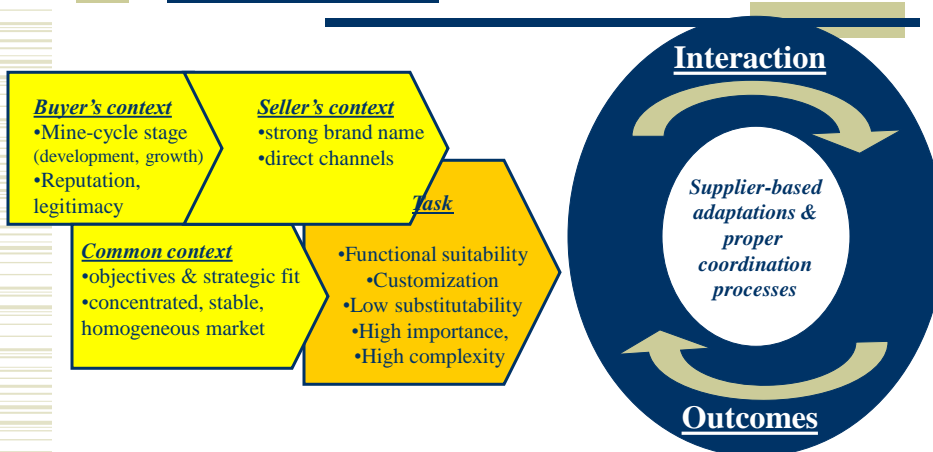 Buyer's context
•Mine-cycle stage
(development, growth)
•Reputation,
legitimacy
Seller's context
•strong brand name
•direct channels
Common context
•objectives & strategic fit
•concentrated, stable,
homogeneous market
Task
•Functional suitability
•Customization
•Low substitutability
•High importance,
•High complexity
Interaction
Supplier-based
adaptations &
proper
coordination
processes
Outcomes